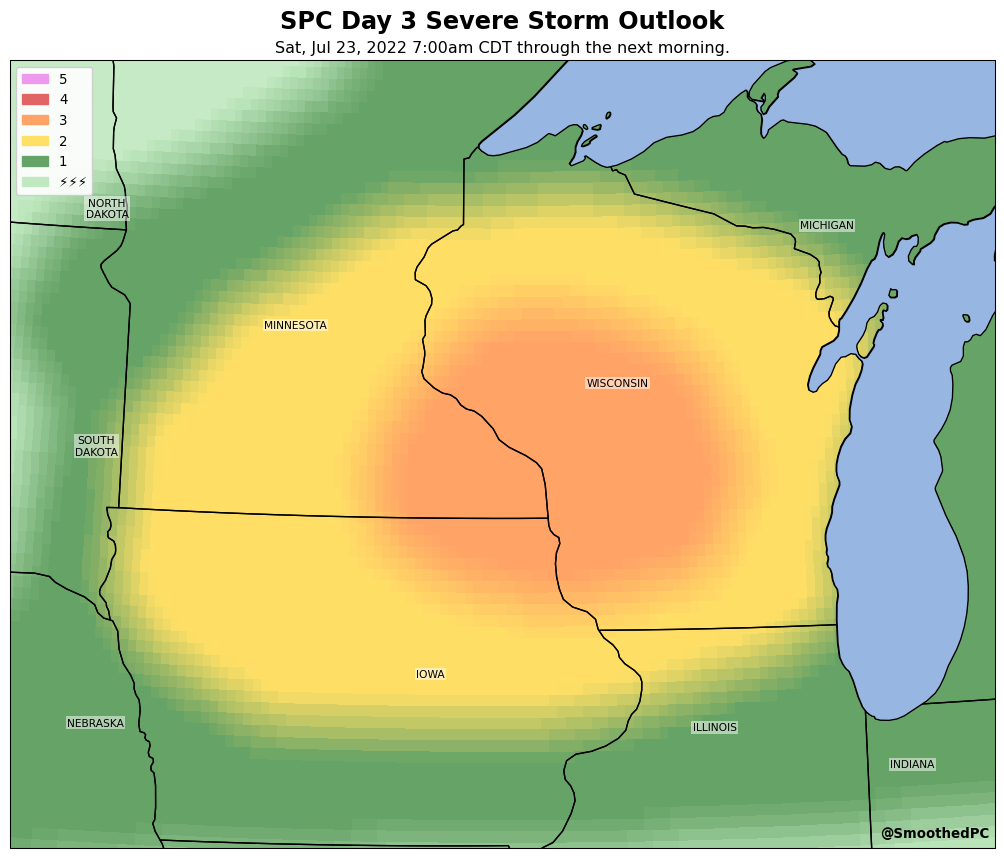 SPC Day 3 Severe Storm Outlook
Sat, Jul 23, 2022 7:00am CDT through the next morning.
5
4
3
2
1
⚡⚡⚡
NORTH
DAKOTA
MICHIGAN
MINNESOTA
WISCONSIN
SOUTH
DAKOTA
IOWA
NEBRASKA
ILLINOIS
INDIANA
@SmoothedPC